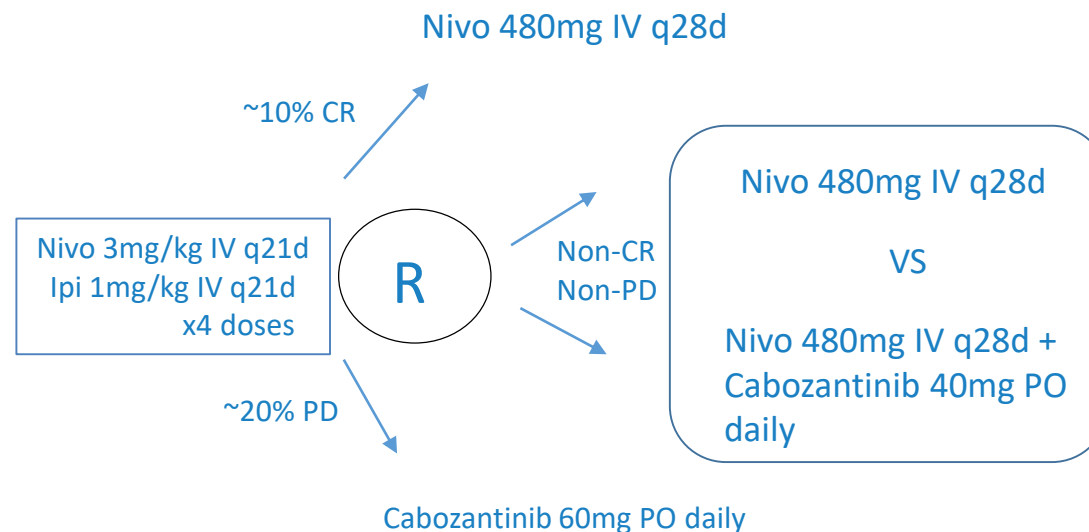 Nivo 480mg IV q28d
~10% CR
Nivo 3mg/kg IV q21d
Ipi 1mg/kg IV q21d
x4 doses
R
Non-CR
Non-PD
Nivo 480mg IV q28d
VS
Nivo 480mg IV q28d +
Cabozantinib 40mg PO
daily
~20% PD
Cabozantinib 60mg PO daily